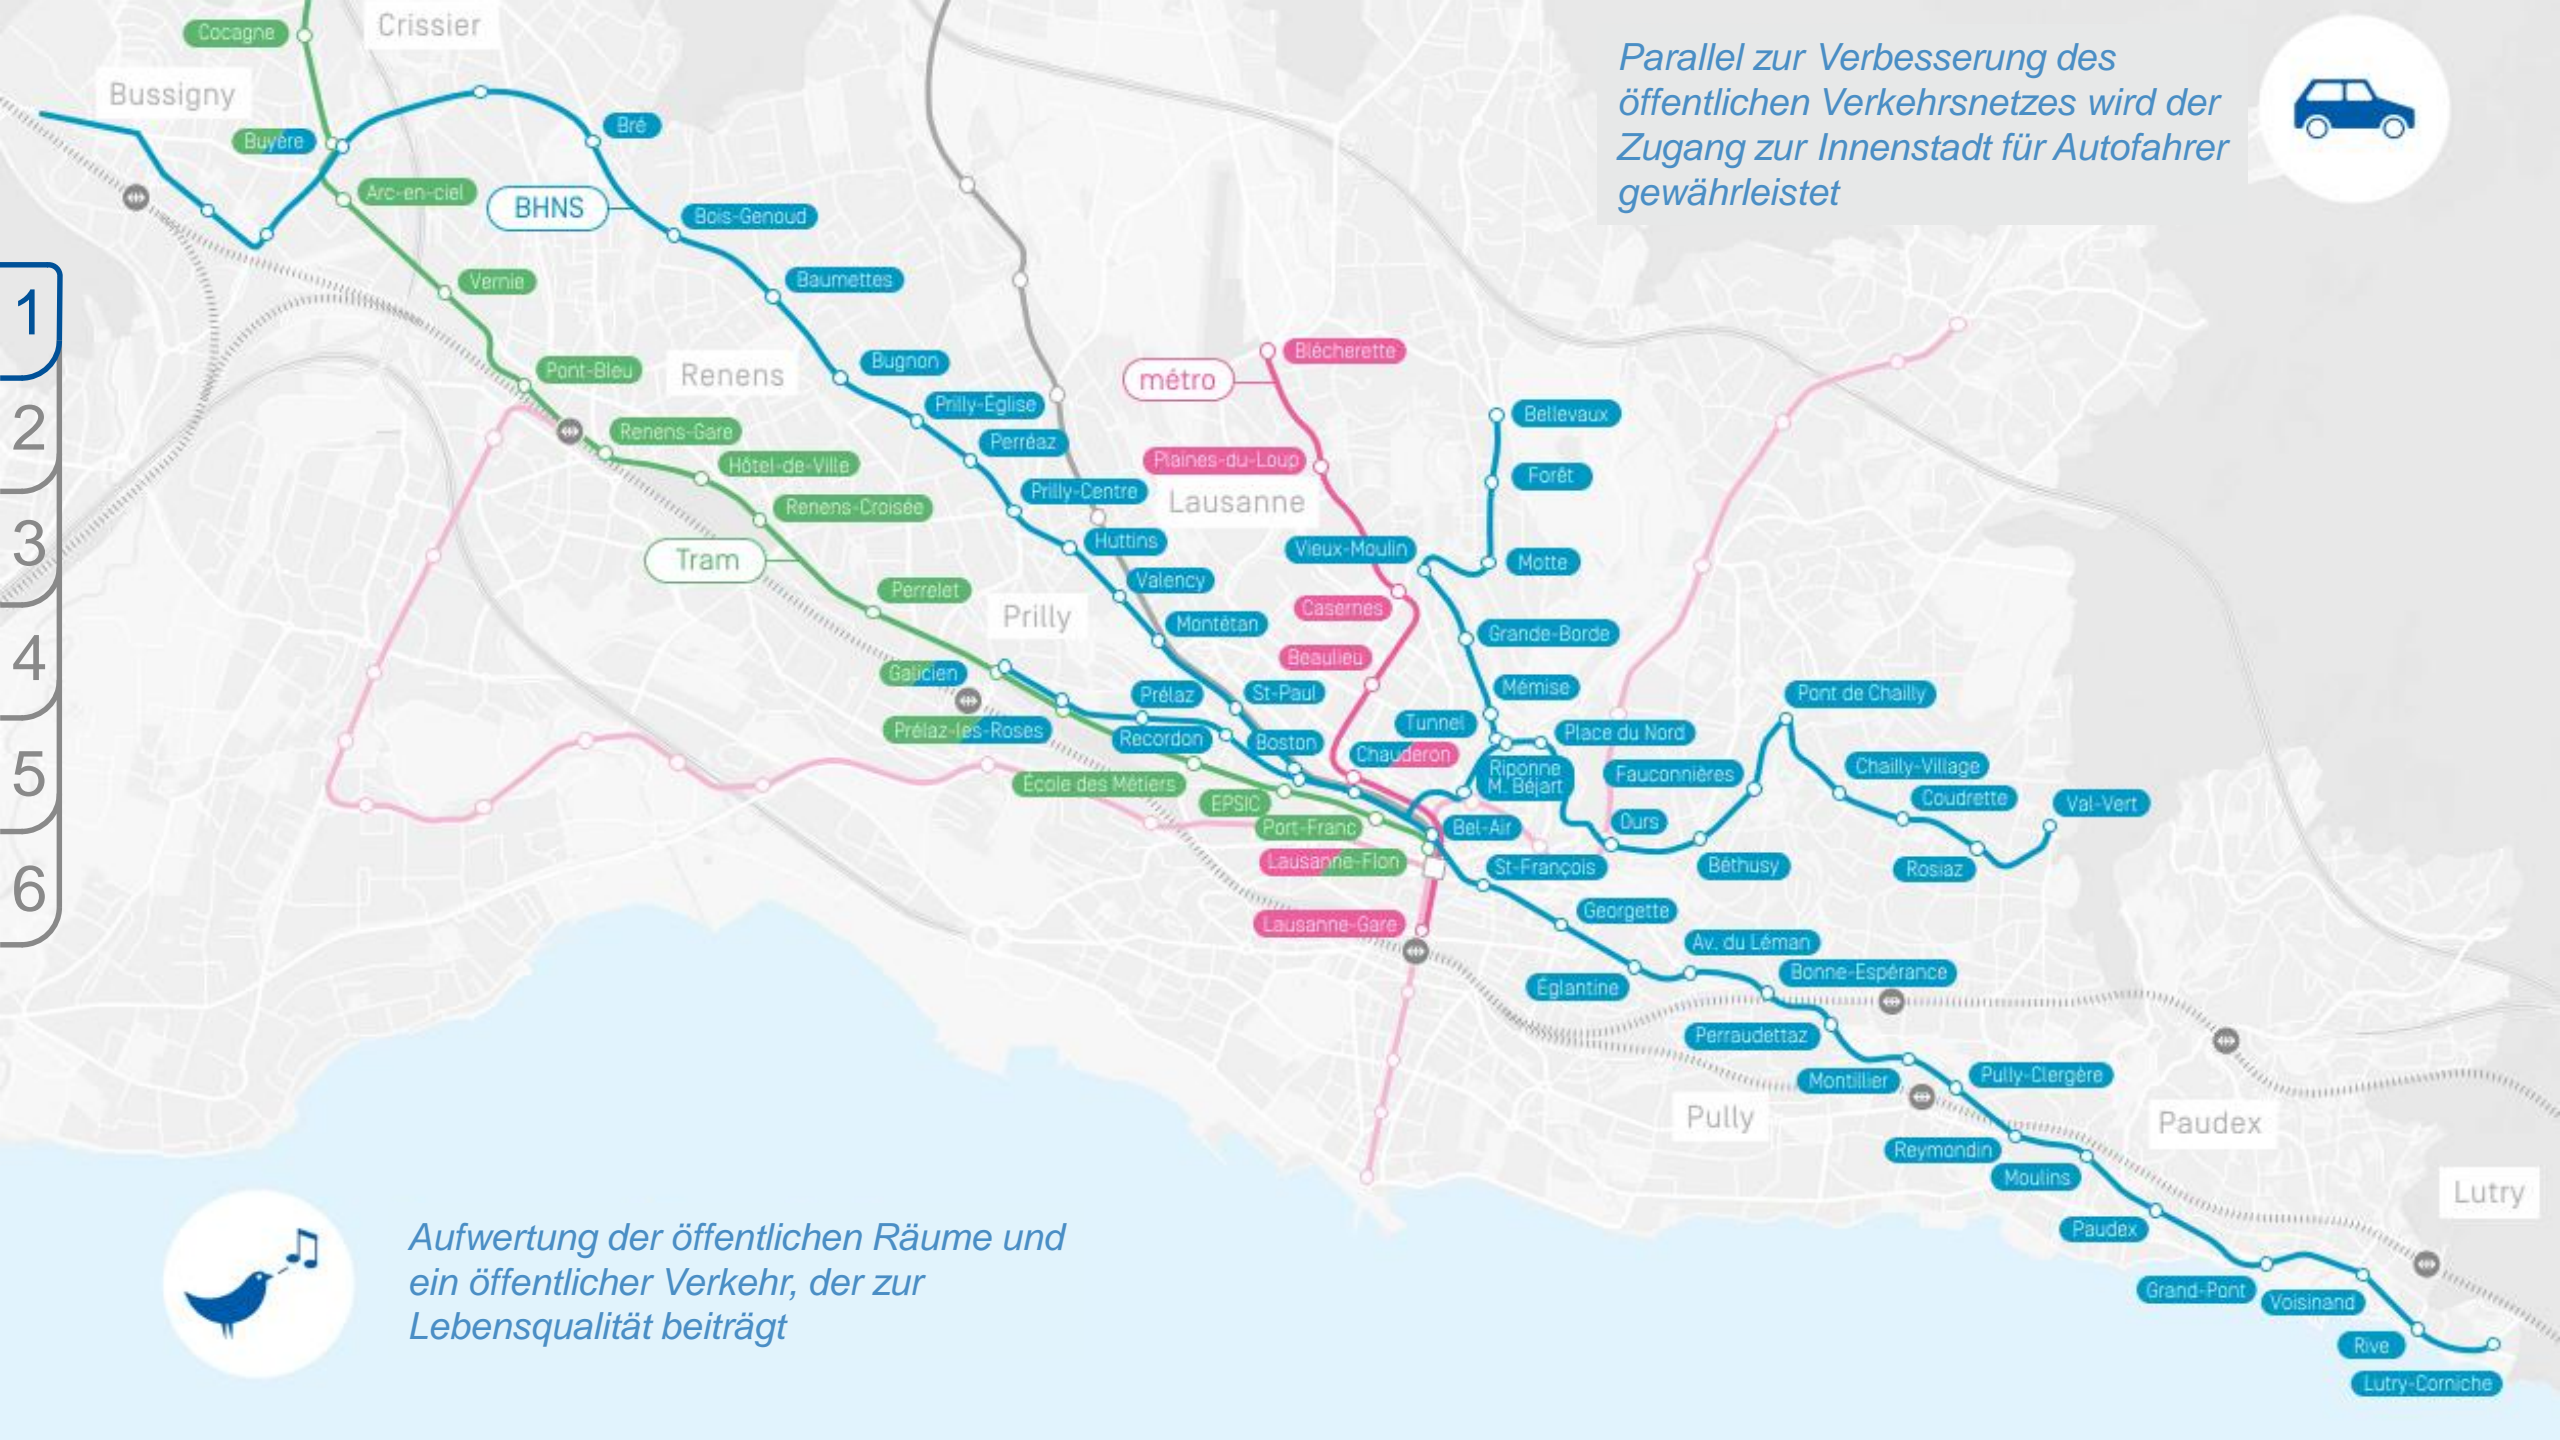 Cocagne
Crissier
Parallel zur Verbesserung des
öffentlichen Verkehrsnetzes wird der
Zugang zur Innenstadt für Autofahrer
gewährleistet
Bussigny
Buyère
Bré
Arc-en-ciel
BHNS
Bois-Genoud
Vernie
Baumettes
1
2
3
4
5
6
Pont-Bleu
Renens
Bugnon
métro
Blécherette
Prilly-Église
Bellevaux
Renens-Gare
Perréaz
Hôtel-de-Ville
Plaines-du-Loup
Forêt
Prilly-Centre
Lausanne
Renens-Croisée
Huttins
Vieux-Moulin
Motte
Tram
Valency
Perrelet
Casernes
Prilly
Montétan
Grande-Borde
Beaulieu
Galicien
Prélaz
St-Paul
Mémise
Pont de Chailly
Prélaz-les-Roses
Recordon
Boston
Tunnel
Place du Nord
Chauderon
Riponne
M. Béjart
Fauconnières
Chailly-Village
École des Métiers
EPSIC
Coudrette
Val-Vert
Port-Franc
Bel-Air
Ours
Lausanne-Flon
St-François
Béthusy
Rosiaz
Lausanne-Gare
Georgette
Av. du Léman
Bonne-Espérance
Églantine
Perraudettaz
Montillier
Pully-Clergère
Pully
Paudex
Reymondin
Moulins
Lutry
Paudex
Aufwertung der öffentlichen Räume und
ein öffentlicher Verkehr, der zur
Lebensqualität beiträgt
Grand-Pont
Voisinand
Rive
Lutry-Corniche